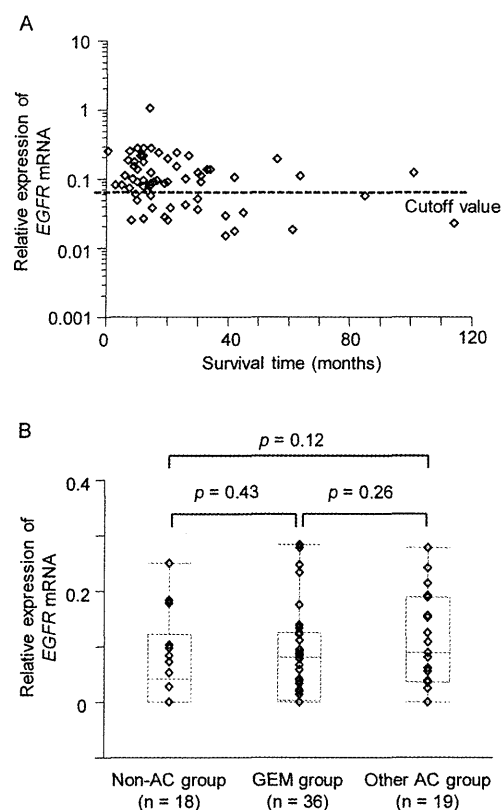 A
Relative expression of
EGFR mRNA
10
1
0.1
0.01
0.001
Cutoff value
0
40
80
120
Survival time (months)
B
p = 0.12
p = 0.43
p = 0.26
Relative expression of
EGFR mRNA
0.4
0.2
0
Non-AC group
(n = 18)
GEM group
(n = 36)
Other AC group
(n = 19)